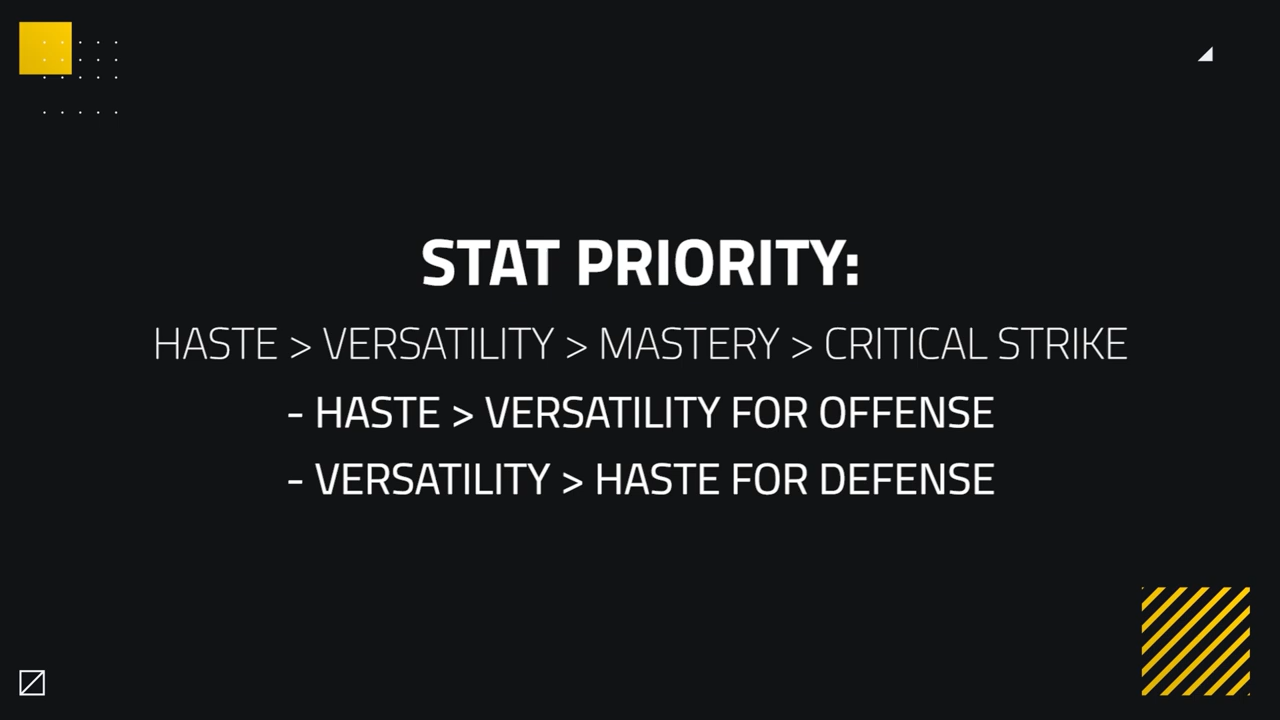 STAT PRIORITY:
HASTE > VERSATILITY > MASTERY > CRITICAL STRIKE
- HASTE > VERSATILITY FOR OFFENSE
- VERSATILITY > HASTE FOR DEFENSE